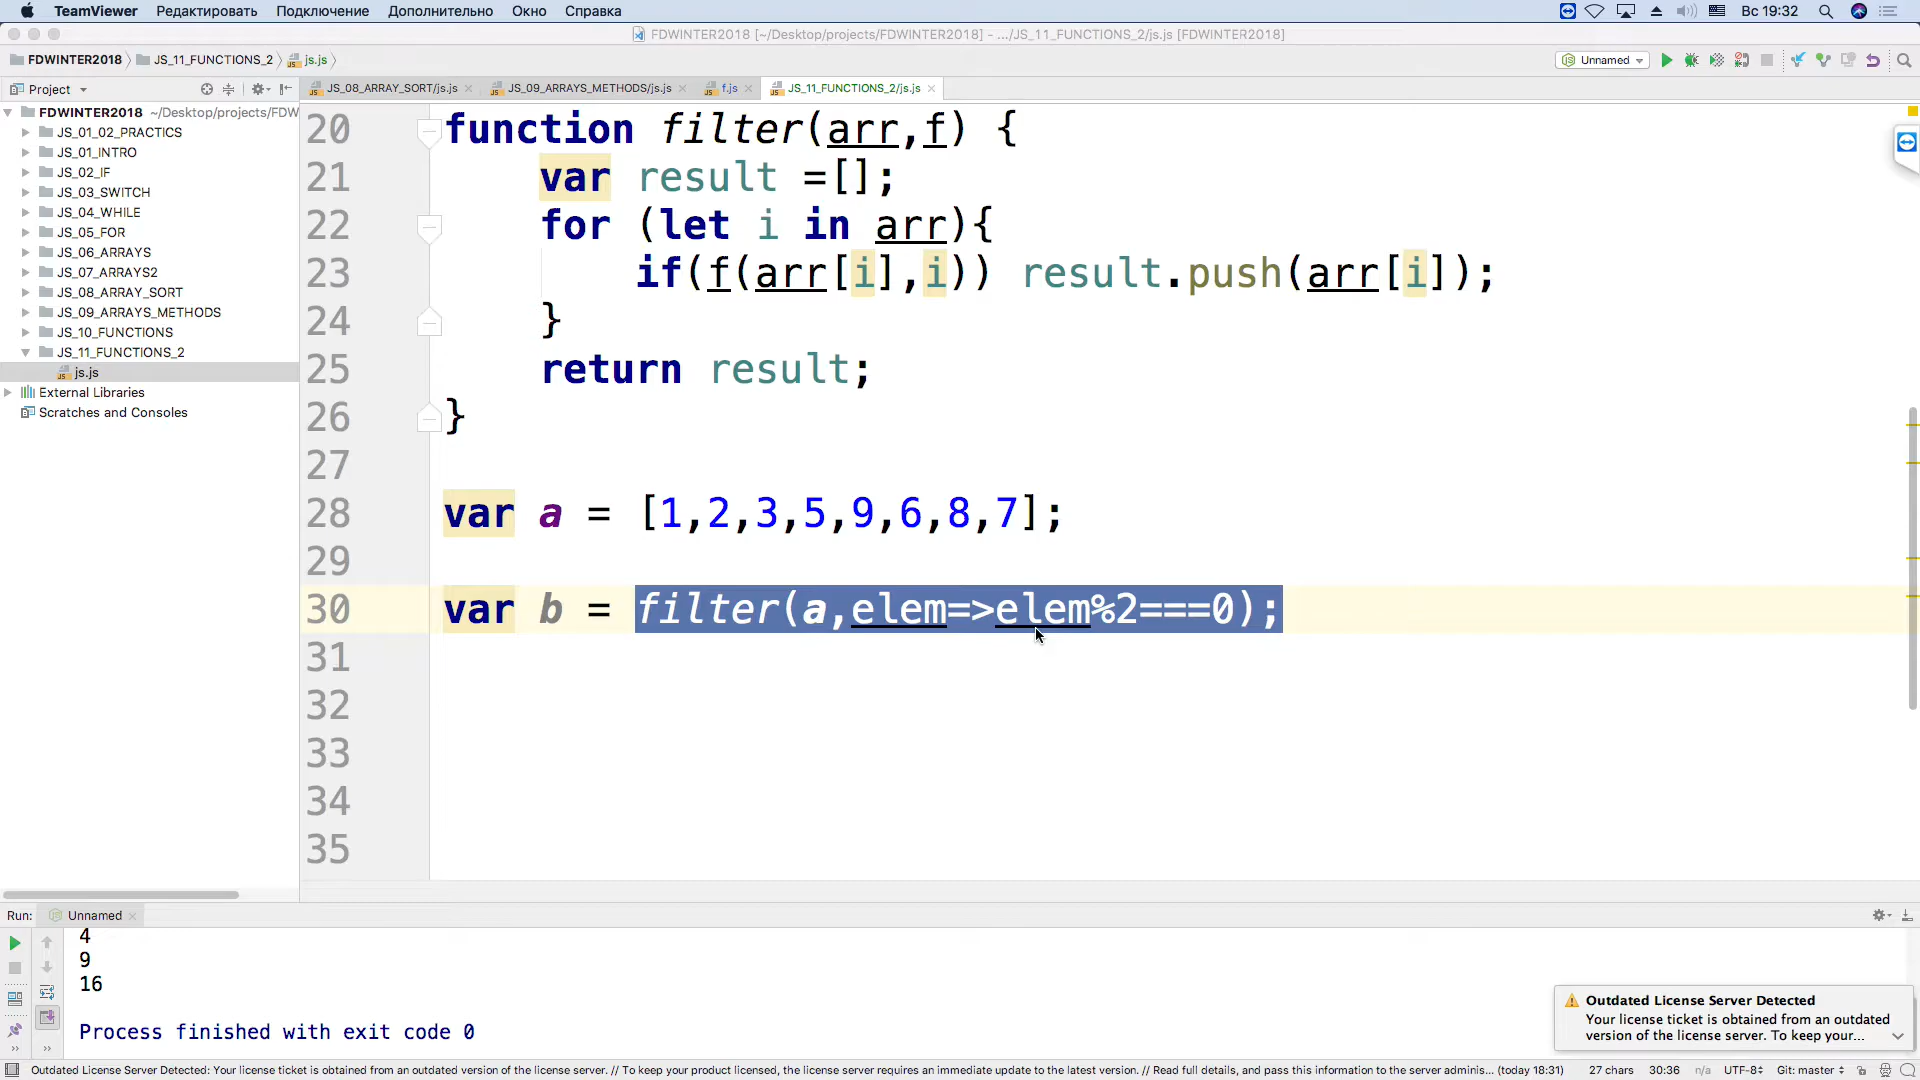 TeamViewer Редактировать Подключение Дополнительно Окно Справка Вс 19:32
FDWINTER2018 [~/Desktop/projects/FDWINTER2018] - .../JS_11_FUNCTIONS_2/js.js [FDWINTER2018]
FDWINTER2018 JS_11_FUNCTIONS_2 js.js Unnamed
Project JS_08_ARRAY_SORT/js.js JS_09_ARRAYS_METHODS/js.js f.js JS_11_FUNCTIONS_2/js.js
FDWINTER2018 ~/Desktop/projects/FDW
JS_01_02_PRACTICS
JS_01_INTRO
JS_02_IF
JS_03_SWITCH
JS_04_WHILE
JS_05_FOR
JS_06_ARRAYS
JS_07_ARRAYS2
JS_08_ARRAY_SORT
JS_09_ARRAYS_METHODS
JS_10_FUNCTIONS
JS_11_FUNCTIONS_2
js.js
External Libraries
Scratches and Consoles
20 function filter(arr,f) {
21 var result =[];
22 for (let i in arr){
23 if(f(arr[i],i)) result.push(arr[i]);
24 }
25 return result;
26 }
27
28 var a = [1,2,3,5,9,6,8,7];
29
30 var b = filter(a,elem=>elem%2===0);
31
32
33
34
35
Run: Unnamed
4
9
16
Process finished with exit code 0
Outdated License Server Detected
Your license ticket is obtained from an outdated
version of the license server. To keep your...
Outdated License Server Detected: Your license ticket is obtained from an outdated version of the license server. // To keep your product licensed, the license server requires an immediate update to the latest version. // Read full details, and pass this information to the server adminis... (today 18:31) 27 chars 30:36 n/a UTF-8 Git: master